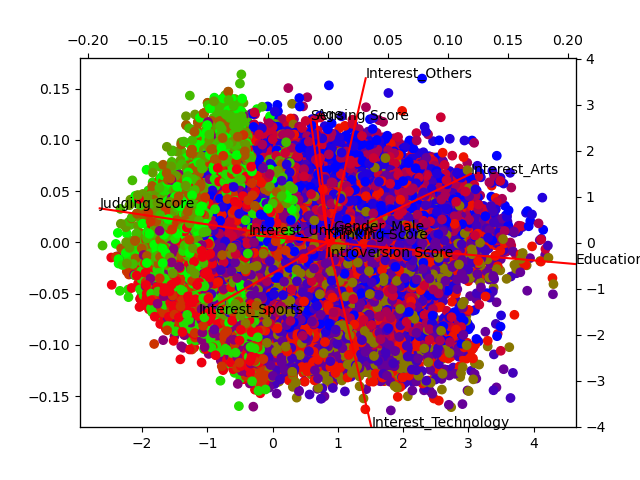 −0.20 −0.15 −0.10 −0.05 0.00 0.05 0.10 0.15 0.20
Interest_Others
Sensing Score
Interest_Arts
Judging Score
Gender_Male
Interest_Unknown
Thinking Score
Introversion Score
Education
Interest_Sports
Interest_Technology
0.15
0.10
0.05
0.00
−0.05
−0.10
−0.15
4
3
2
1
0
−1
−2
−3
−4
−2 −1 0 1 2 3 4